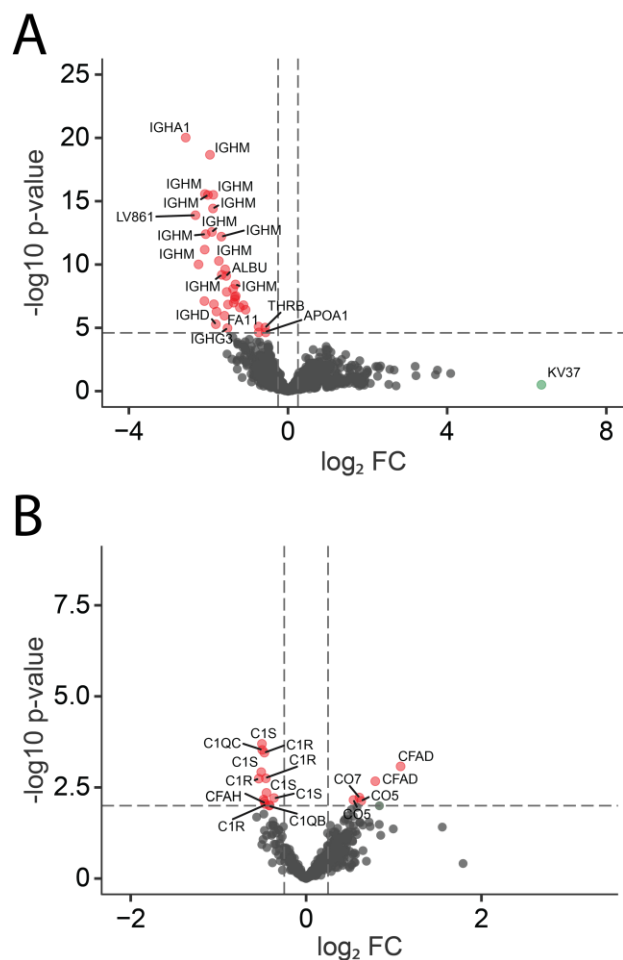 A
25
20
15
10
5
0
-log10 p-value
IGHA1
IGHM
IGHM
IGHM
IGHM
LV861
IGHM
IGHM
IGHM
IGHM
IGHM
ALBU
IGHM
IGHM
THRB
IGHD
FA11
APOA1
IGHG3
KV37
−4
0
4
8
log₂ FC
B
7.5
5.0
2.5
0
-log10 p-value
C1S
C1QC
C1R
C1S
C1R
CFAD
C1R
C1S
CO7
CFAD
CFAH
C1S
CO5
C1R
C1QB
CO5
−2
0
2
log₂ FC